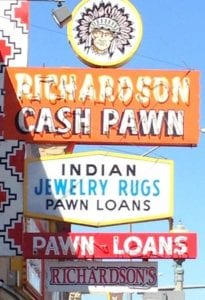 RICHARDSON
CASH PAWN
INDIAN
JEWELRY RUGS
PAWN LOANS
PAWN LOANS
RICHARDSON'S